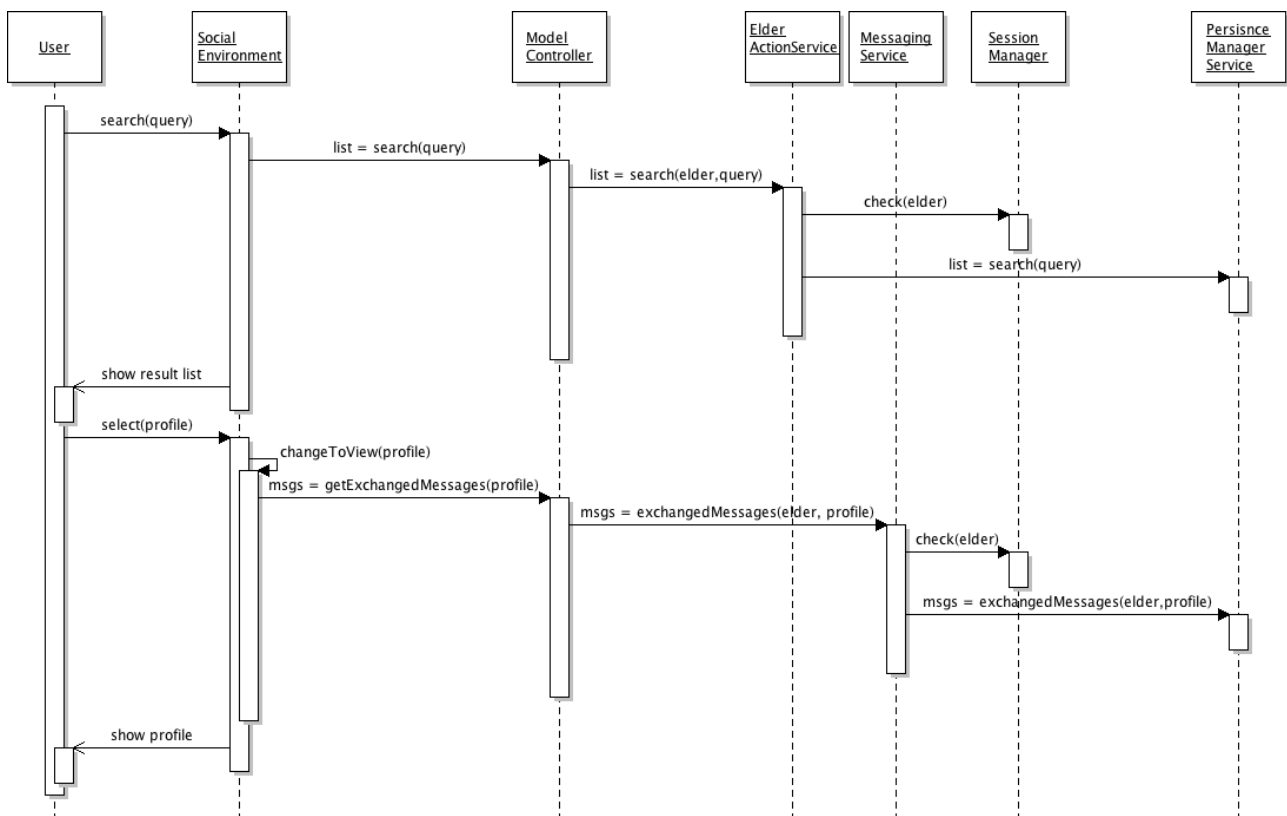 User
Social
Environment
Model
Controller
Elder
ActionService
Messaging
Service
Session
Manager
Persisnce
Manager
Service
search(query)
list = search(query)
list = search(elder,query)
check(elder)
list = search(query)
show result list
select(profile)
changeToView(profile)
msgs = getExchangedMessages(profile)
msgs = exchangedMessages(elder, profile)
check(elder)
msgs = exchangedMessages(elder,profile)
show profile